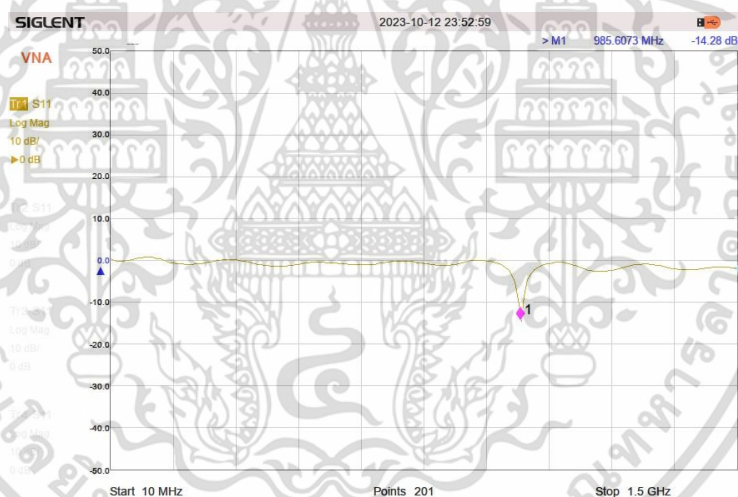 SIGLENT 2023-10-12 23:52:59
> M1 985.6073 MHz -14.28 dB
VNA
50.0
Tr1 S11
Log Mag
10 dB/
0 dB
40.0
30.0
20.0
10.0
0.0
-10.0
1
-20.0
-30.0
-40.0
-50.0
Start 10 MHz Points 201 Stop 1.5 GHz